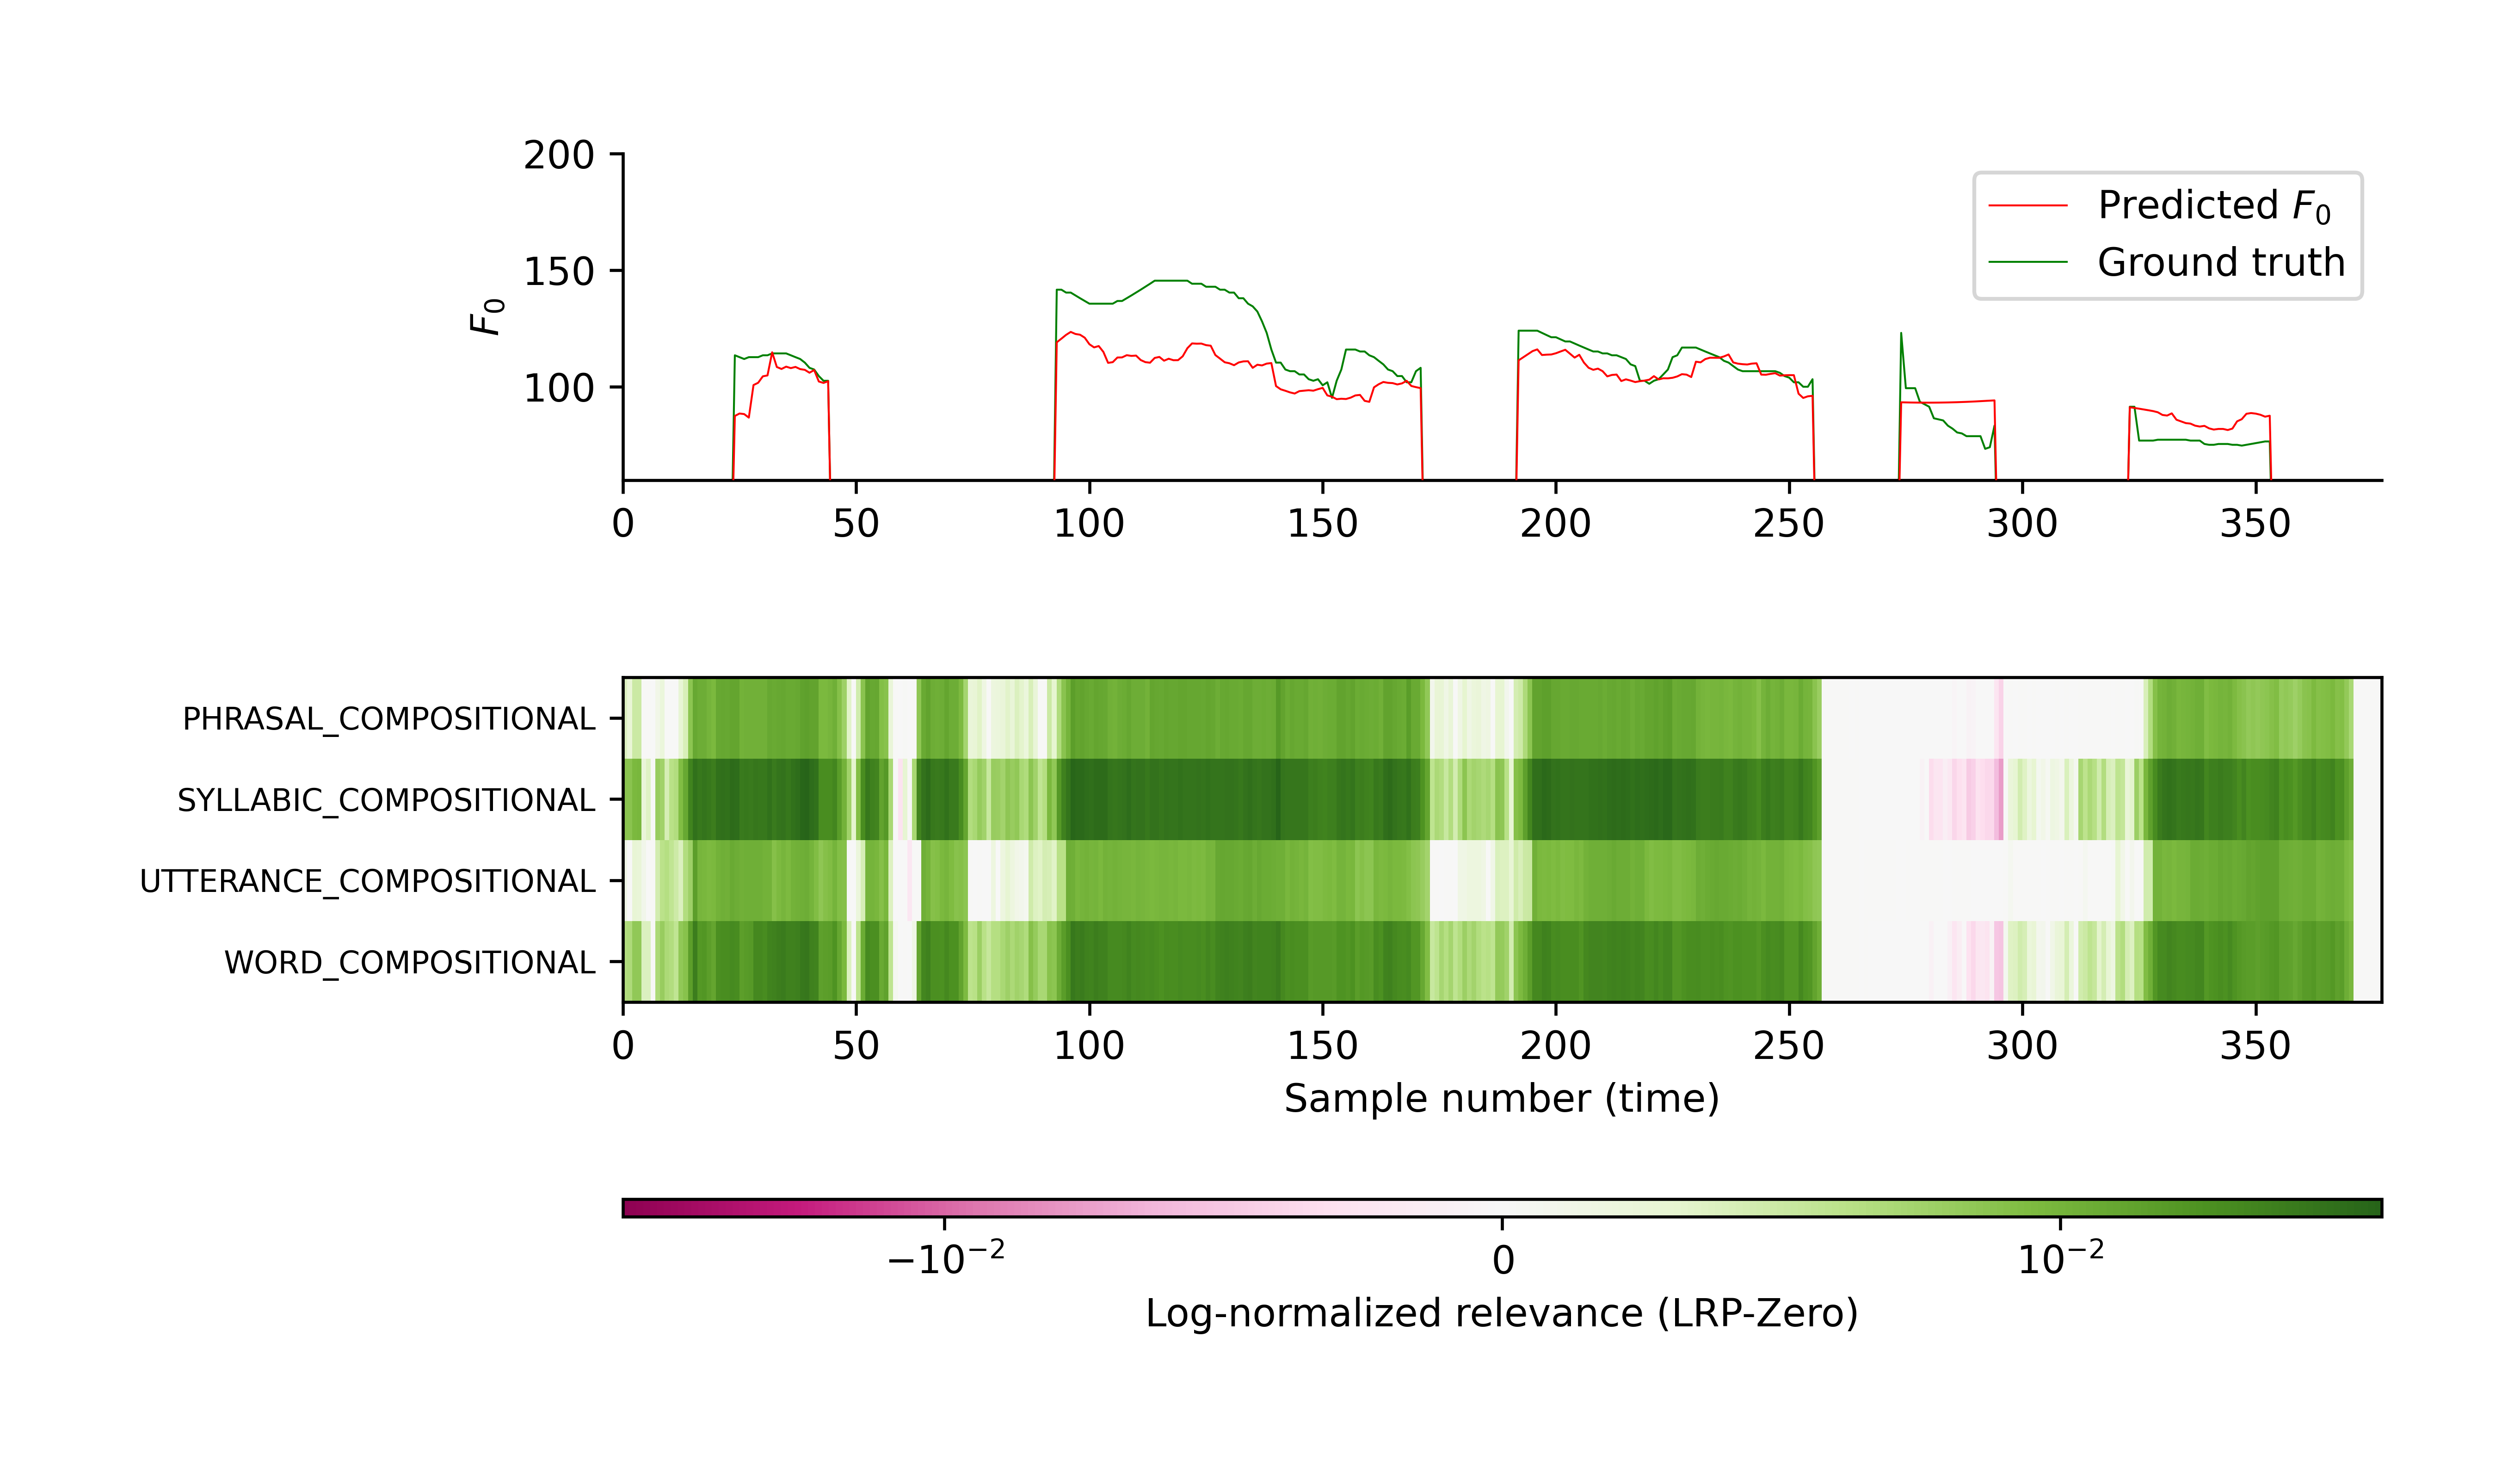 200
150
100
F0
Predicted F0
Ground truth
0 50 100 150 200 250 300 350
PHRASAL_COMPOSITIONAL
SYLLABIC_COMPOSITIONAL
UTTERANCE_COMPOSITIONAL
WORD_COMPOSITIONAL
0 50 100 150 200 250 300 350
Sample number (time)
−10−2 0 10−2
Log-normalized relevance (LRP-Zero)